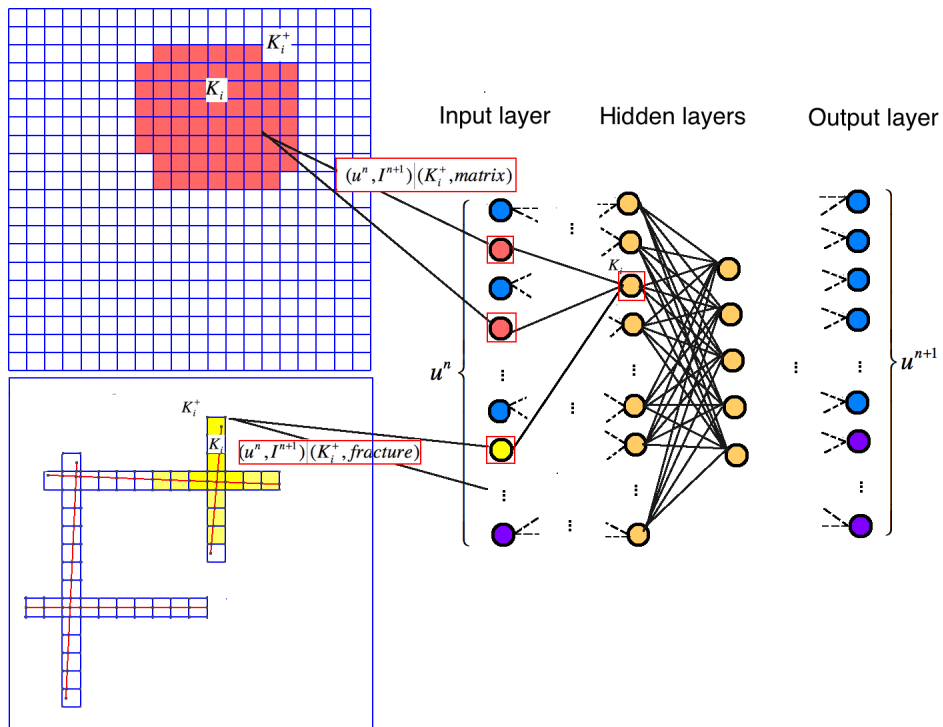 K_i^+
K_i
Input layer
Hidden layers
Output layer
(u^n, I^{n+1})|(K_i^+, matrix)
K_i
u^n
u^{n+1}
K_i^+
K_i
(u^n, I^{n+1})|(K_i^+, fracture)